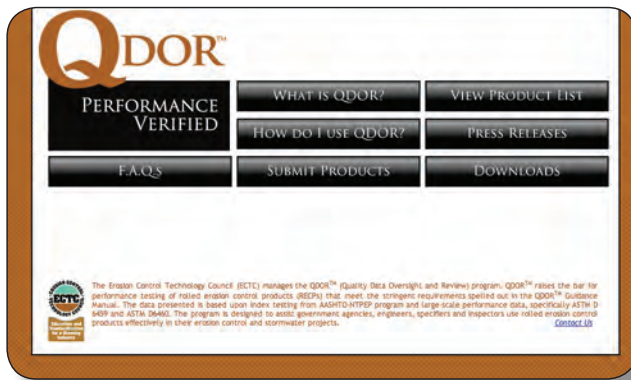 QDOR™
PERFORMANCE
VERIFIED
WHAT IS QDOR?
VIEW PRODUCT LIST
HOW DO I USE QDOR?
PRESS RELEASES
F.A.Q.s
SUBMIT PRODUCTS
DOWNLOADS
The Erosion Control Technology Council (ECTC) manages the QDOR™ (Quality Data Oversight and Review) program. QDOR™ raises the bar for
performance testing of rolled erosion control products (RECPs) that meet the stringent requirements spelled out in the QDOR™ Guidance
Manual. The data presented is based upon index testing from AASHTO-NTPEP program and large-scale performance data, specifically ASTM D
6459 and ASTM D6460. The program is designed to assist government agencies, engineers, specifiers and inspectors use rolled erosion control
products effectively in their erosion control and stormwater projects.
Contact Us
ECTC